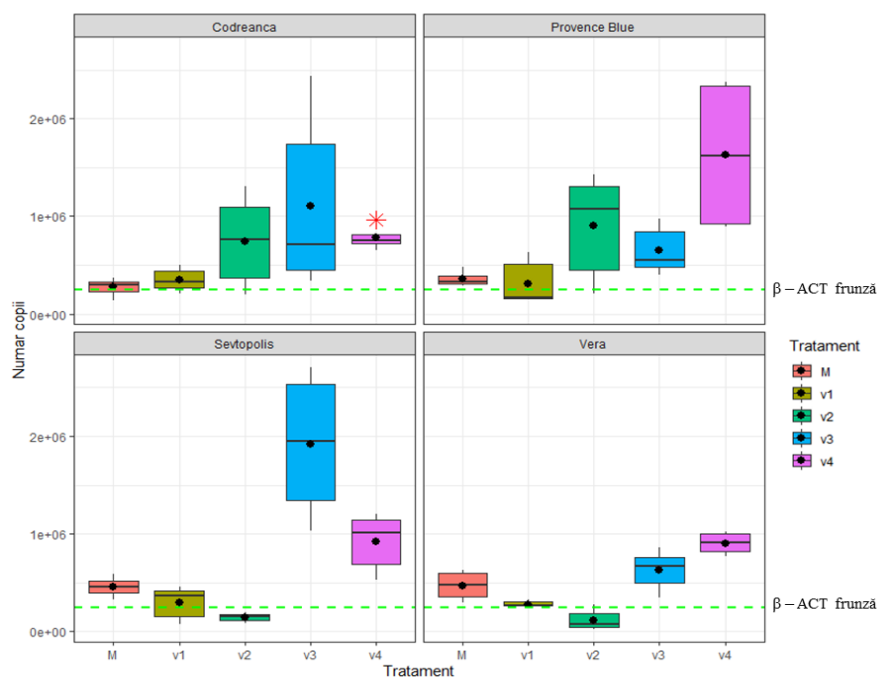 Codreanca
Provence Blue
2e+06
1e+06
0e+00
β – ACT frunză
Numar copii
Sevtopolis
Vera
2e+06
1e+06
0e+00
β – ACT frunză
M v1 v2 v3 v4
M v1 v2 v3 v4
Tratament
Tratament
M
v1
v2
v3
v4